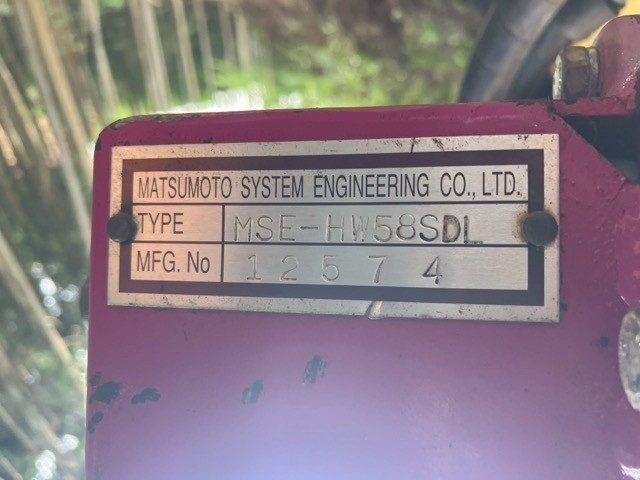 MATSUMOTO SYSTEM ENGINEERING CO., LTD.
TYPE MSE-HW58SDL
MFG. No 12574